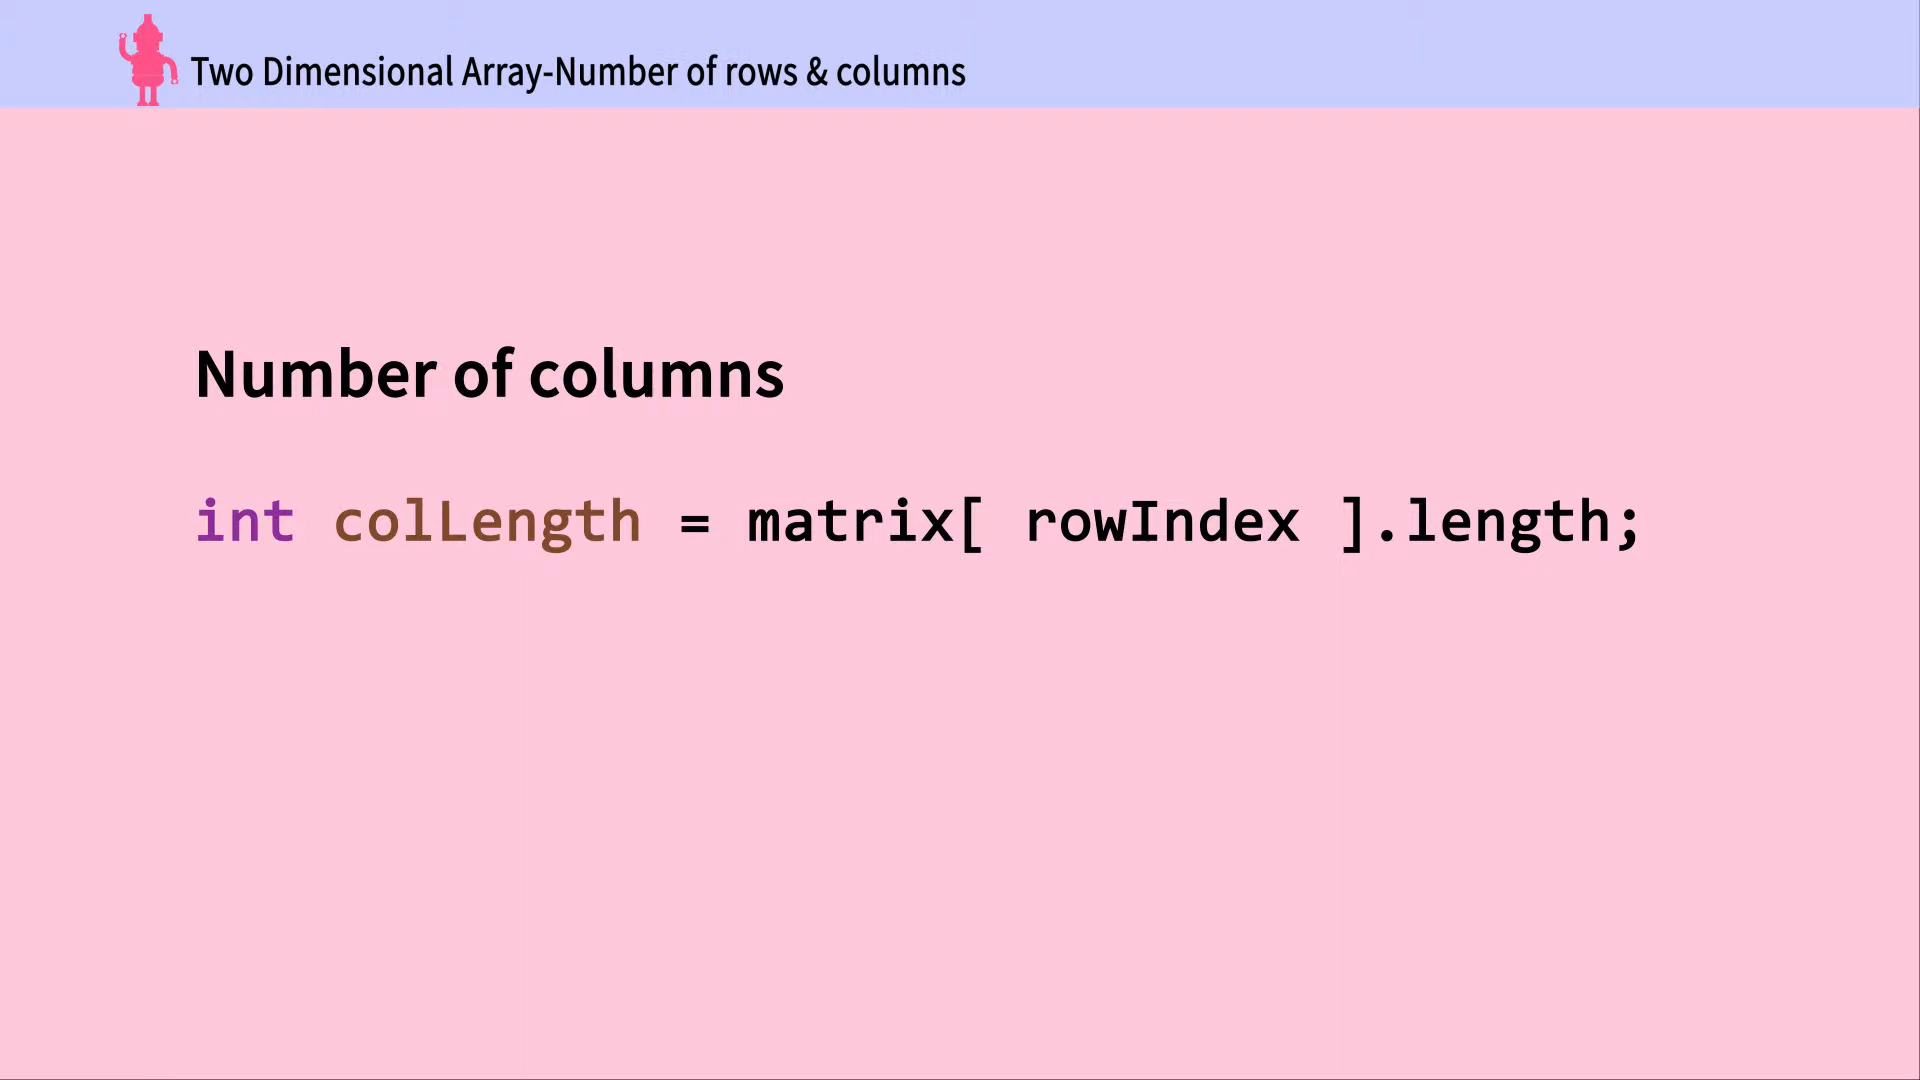 Two Dimensional Array-Number of rows & columns
Number of columns
int colLength = matrix[ rowIndex ].length;